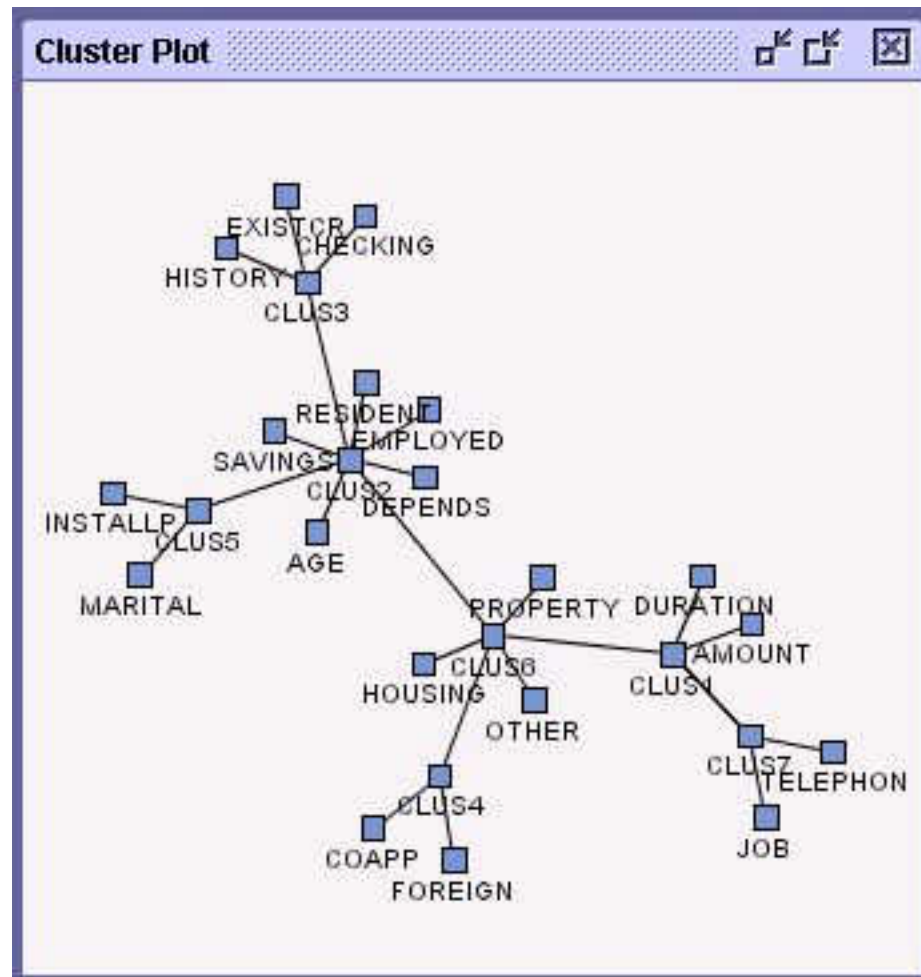 Cluster Plot
EXISTCR
CHECKING
HISTORY
CLUS3
RESIDENT
EMPLOYED
SAVINGS
CLUS2
DEPENDS
INSTALLP
CLUS5
AGE
MARITAL
PROPERTY
DURATION
AMOUNT
CLUS6
CLUS1
HOUSING
OTHER
CLUS7
TELEPHON
CLUS4
JOB
COAPP
FOREIGN